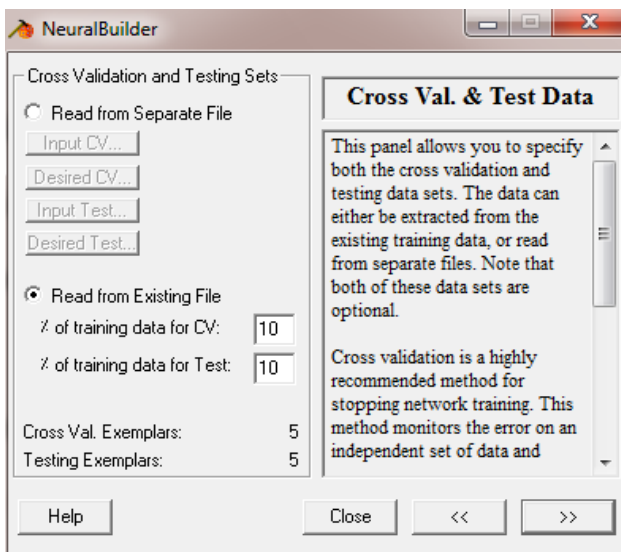 NeuralBuilder
Cross Validation and Testing Sets
Read from Separate File
Input CV...
Desired CV...
Input Test...
Desired Test...
Read from Existing File
% of training data for CV: 10
% of training data for Test: 10
Cross Val. Exemplars: 5
Testing Exemplars: 5
Cross Val. & Test Data
This panel allows you to specify
both the cross validation and
testing data sets. The data can
either be extracted from the
existing training data, or read
from separate files. Note that
both of these data sets are
optional.
Cross validation is a highly
recommended method for
stopping network training. This
method monitors the error on an
independent set of data and
Help
Close
<<
>>